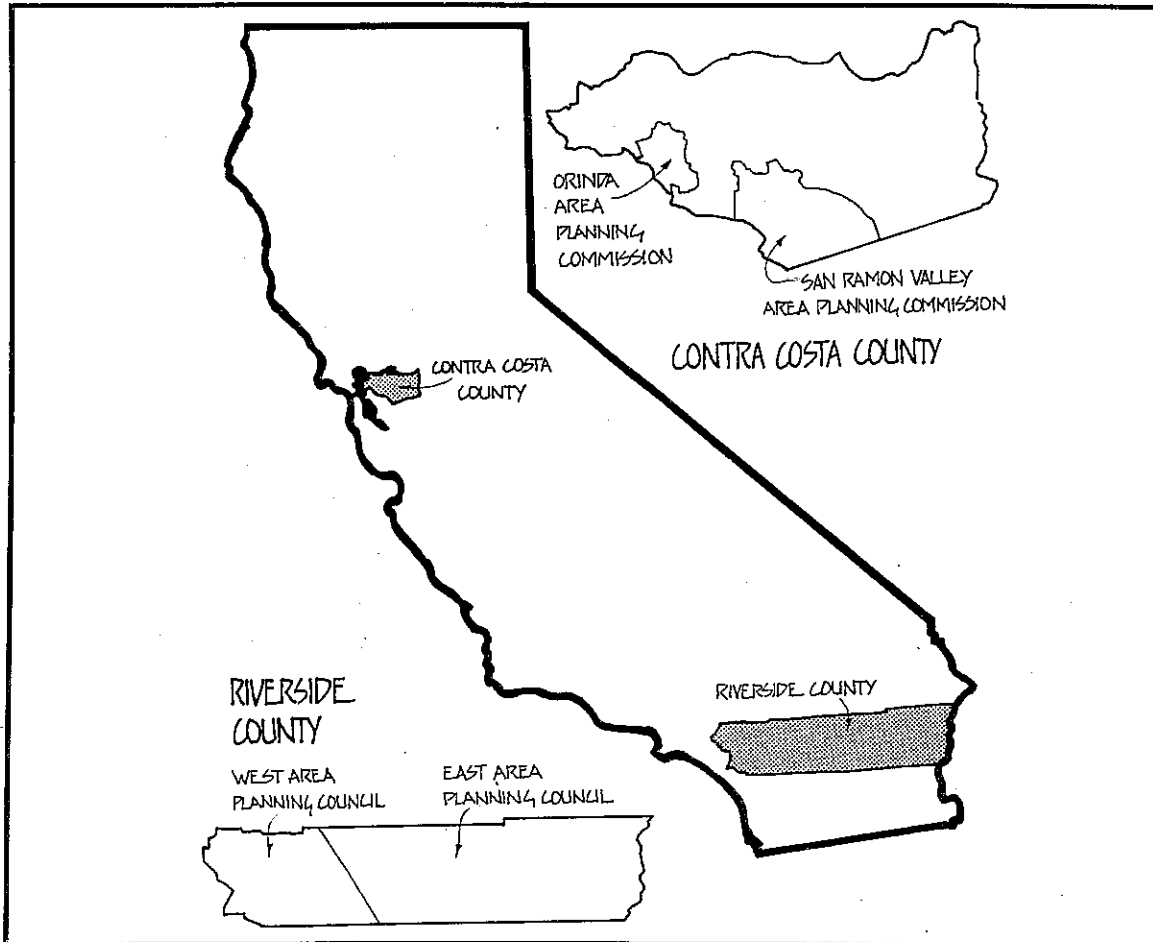 ORINDA
AREA
PLANNING
COMMISSION
SAN RAMON VALLEY
AREA PLANNING COMMISSION
CONTRA COSTA COUNTY
CONTRA COSTA
COUNTY
RIVERSIDE
COUNTY
RIVERSIDE COUNTY
WEST AREA
PLANNING COUNCIL
EAST AREA
PLANNING COUNCIL